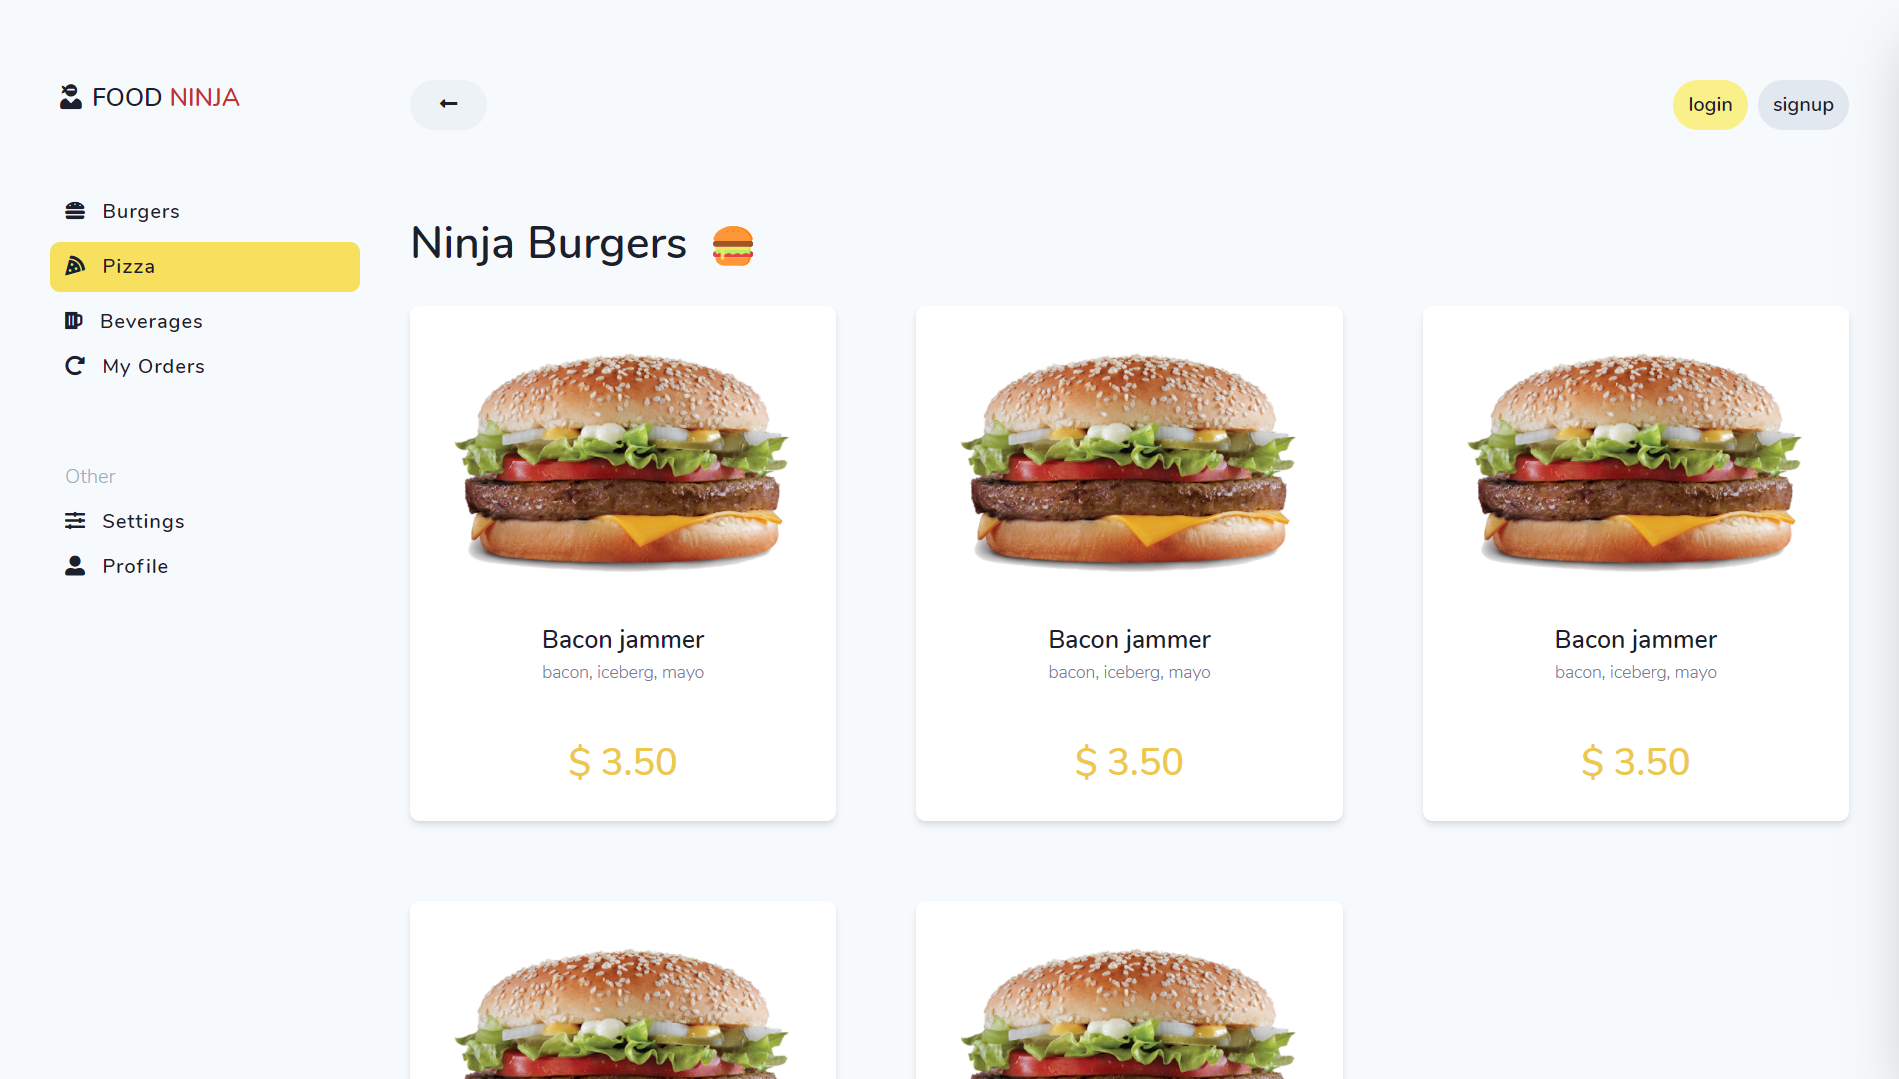 FOOD NINJA
login
signup
Burgers
Pizza
Beverages
My Orders
Other
Settings
Profile
Ninja Burgers
Bacon jammer
bacon, iceberg, mayo
$ 3.50
Bacon jammer
bacon, iceberg, mayo
$ 3.50
Bacon jammer
bacon, iceberg, mayo
$ 3.50